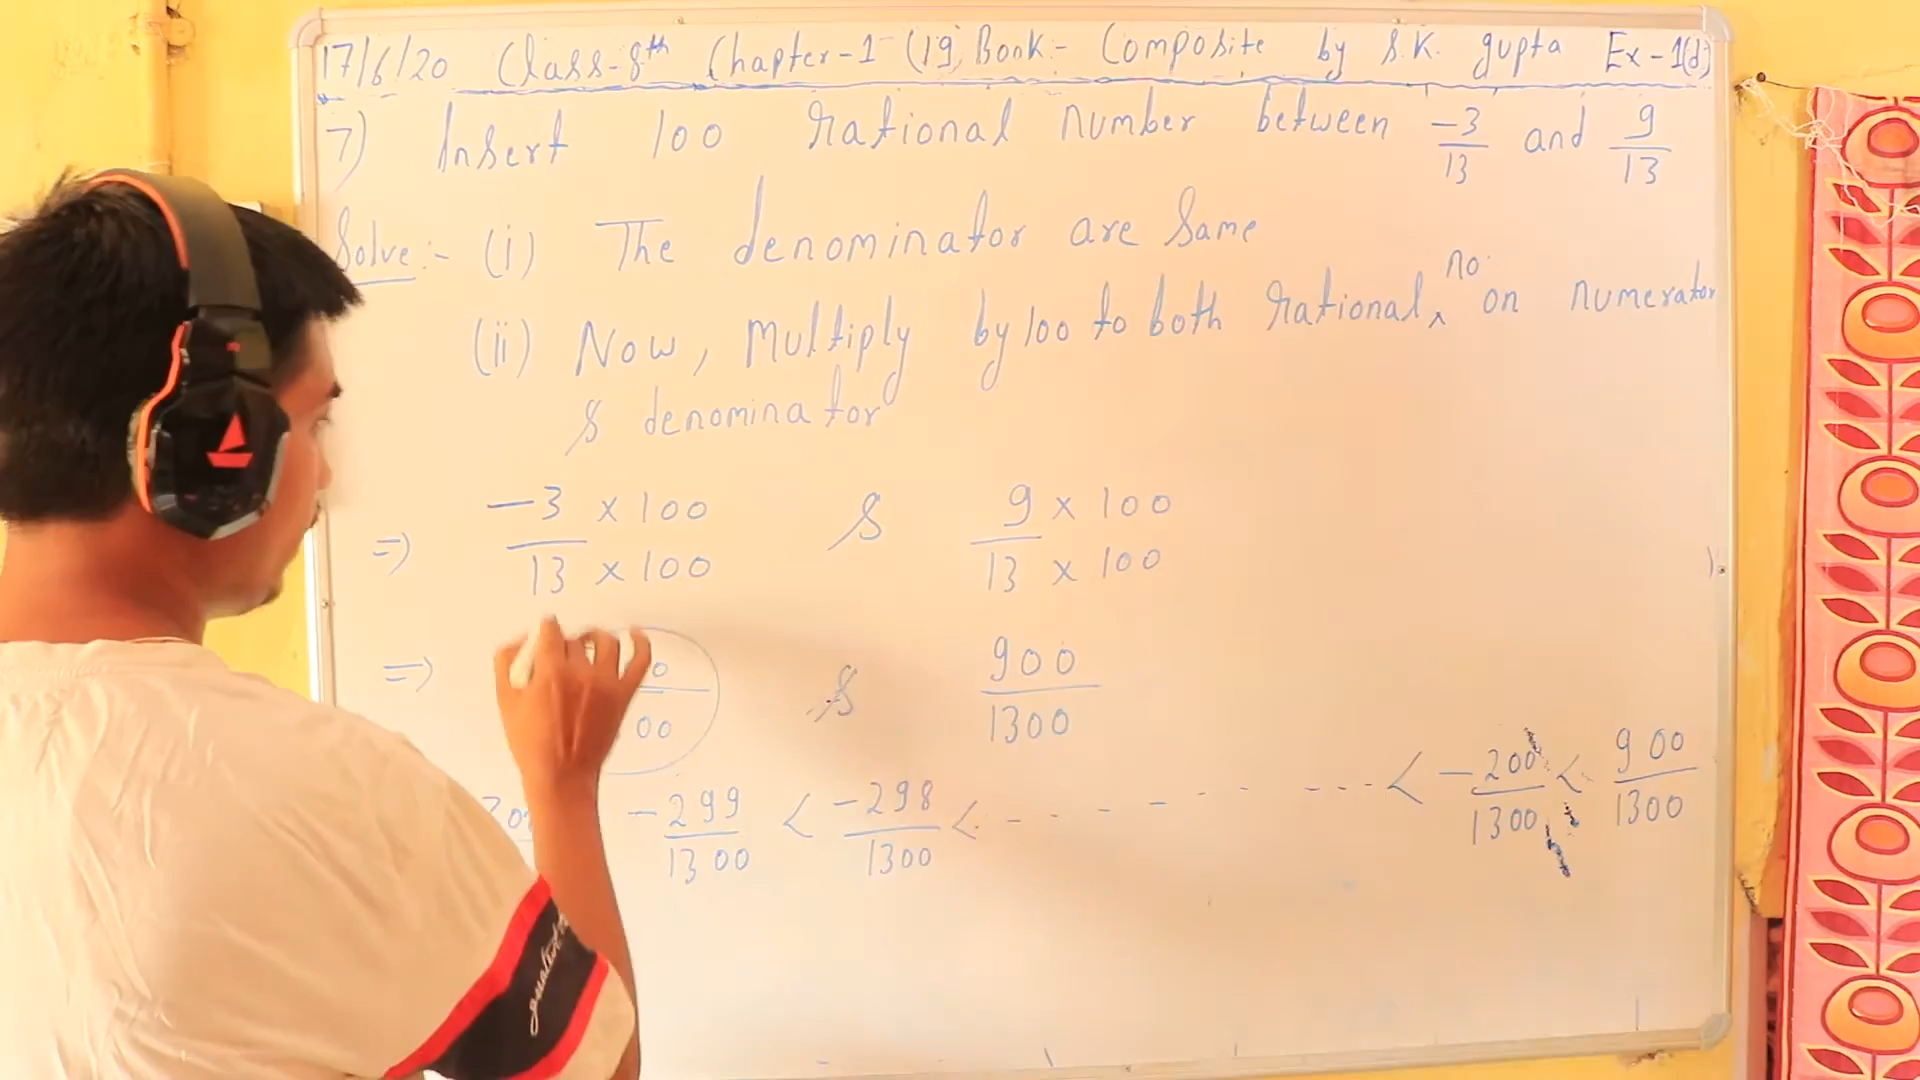 17/6/20 Class-8th Chapter-1 (19) Book:- Composite by S.K. gupta Ex-1(d)
7) Insert 100 rational number between -3/13 and 9/13
Solve:- (i) The denominator are same
(ii) Now, Multiply by 100 to both rational no. on numerator
& denominator
=> -3 x 100 / 13 x 100 & 9 x 100 / 13 x 100
=> 0 / 00 & 900/1300
-299/1300 < -298/1300 < - - - - - - - - - < -200/1300 < 900/1300